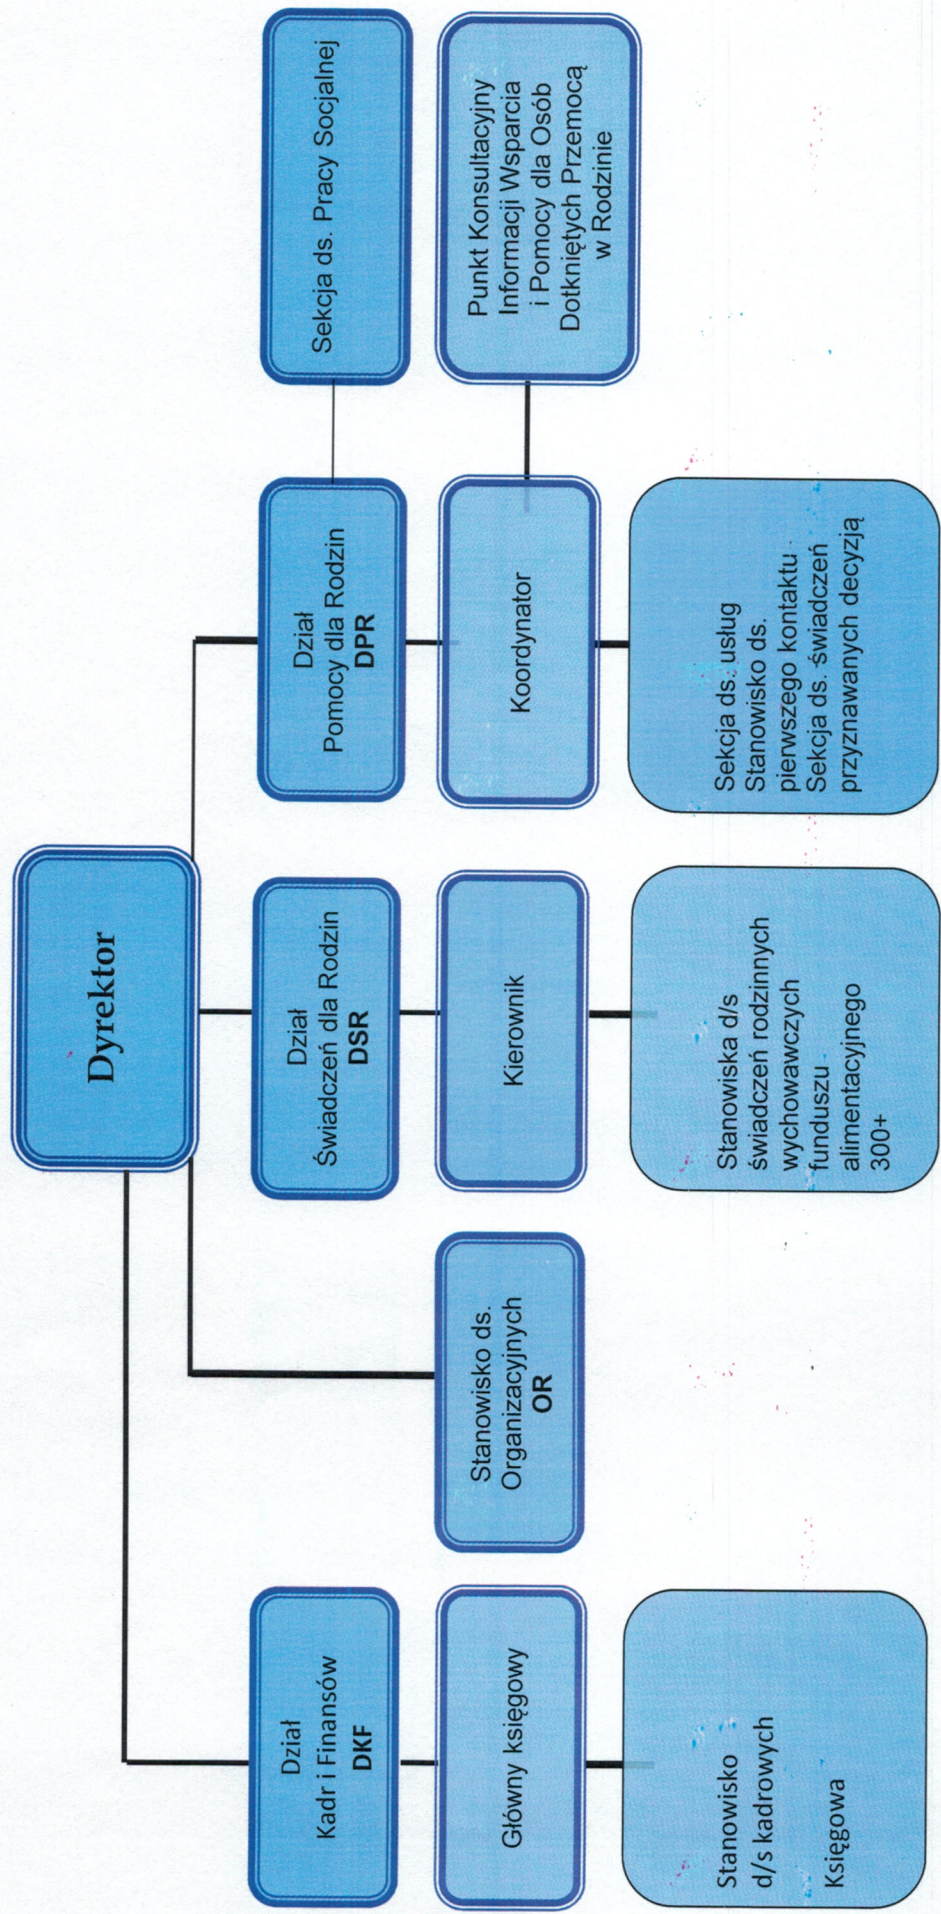 Dyrektor
Dział
Kadr i Finansów
DKF
Dział
Świadczeń dla Rodzin
DSR
Dział
Pomocy dla Rodzin
DPR
Sekcja ds. Pracy Socjalnej
Główny księgowy
Stanowisko ds.
Organizacyjnych
OR
Kierownik
Koordynator
Punkt Konsultacyjny
Informacji Wsparcia
i Pomocy dla Osób
Dotkniętych Przemocą
w Rodzinie
Stanowisko
d/s kadrowych
Księgowa
Stanowiska d/s
świadczeń rodzinnych
wychowawczych
funduszu
alimentacyjnego
300+
Sekcja ds. usług
Stanowisko ds.
pierwszego kontaktu
Sekcja ds. świadczeń
przyznawanych decyzją